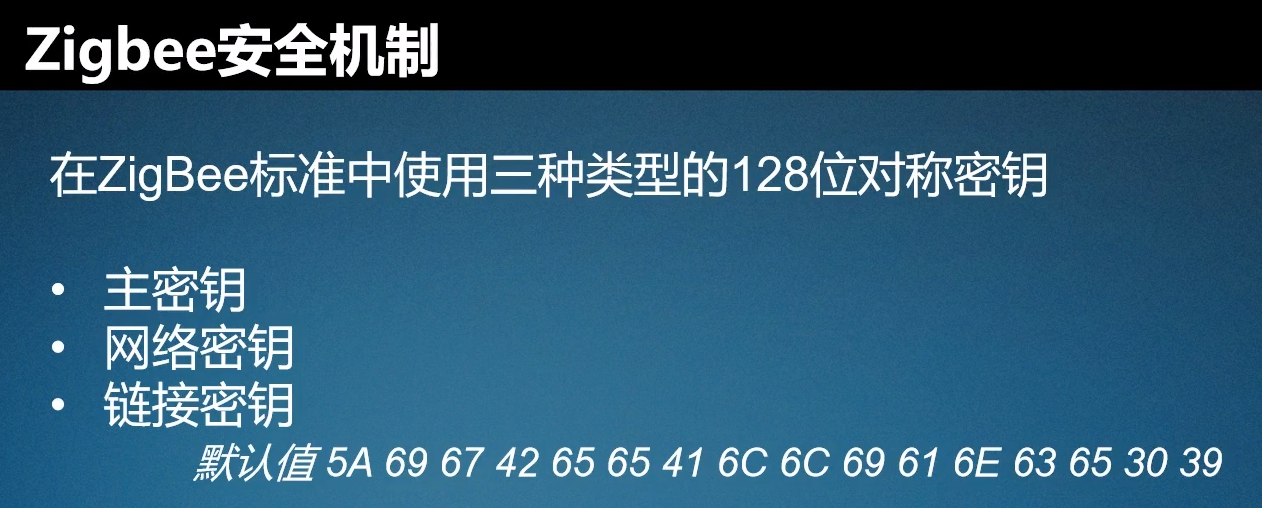 Zigbee安全机制
在ZigBee标准中使用三种类型的128位对称密钥
• 主密钥
• 网络密钥
• 链接密钥
默认值 5A 69 67 42 65 65 41 6C 6C 69 61 6E 63 65 30 39